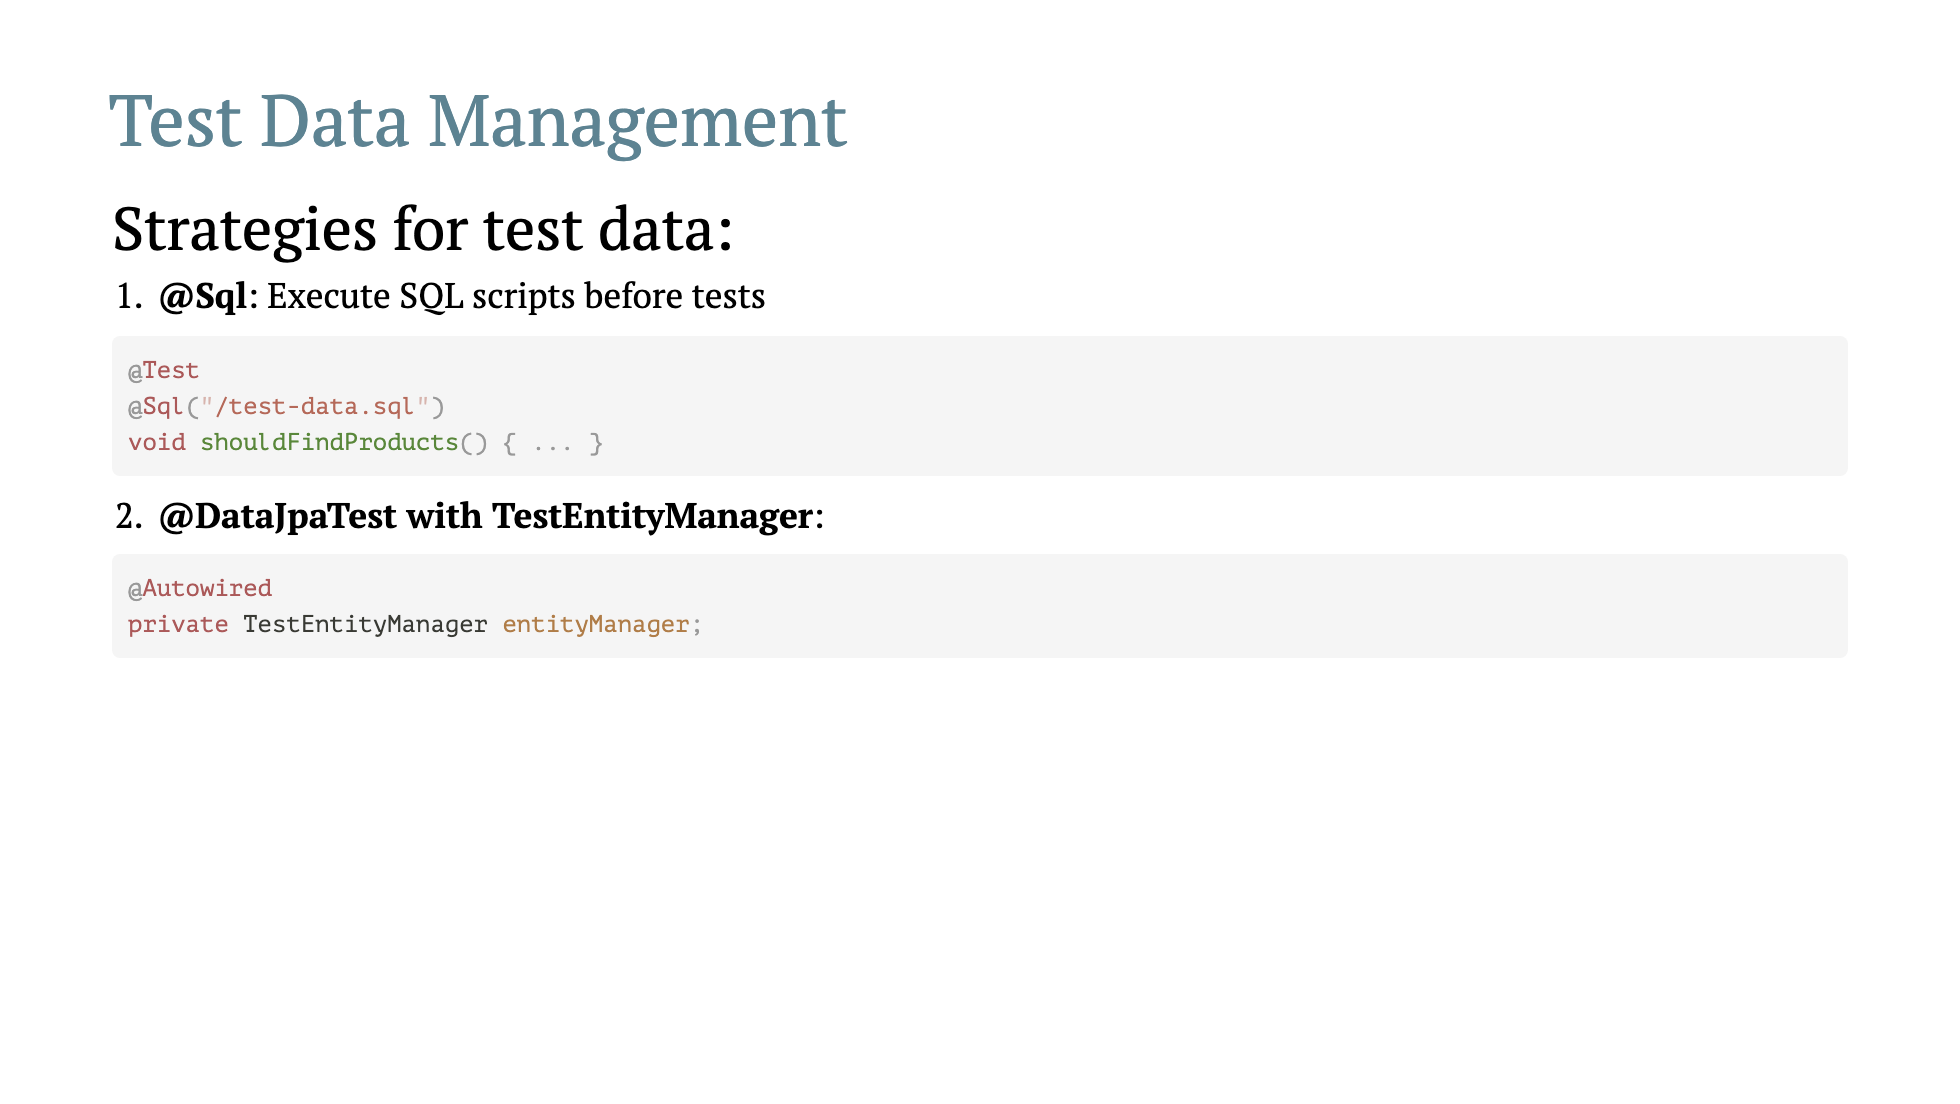 Test Data Management
Strategies for test data:
1. @Sql: Execute SQL scripts before tests
@Test
@Sql("/test-data.sql")
void shouldFindProducts() { ... }
2. @DataJpaTest with TestEntityManager:
@Autowired
private TestEntityManager entityManager;